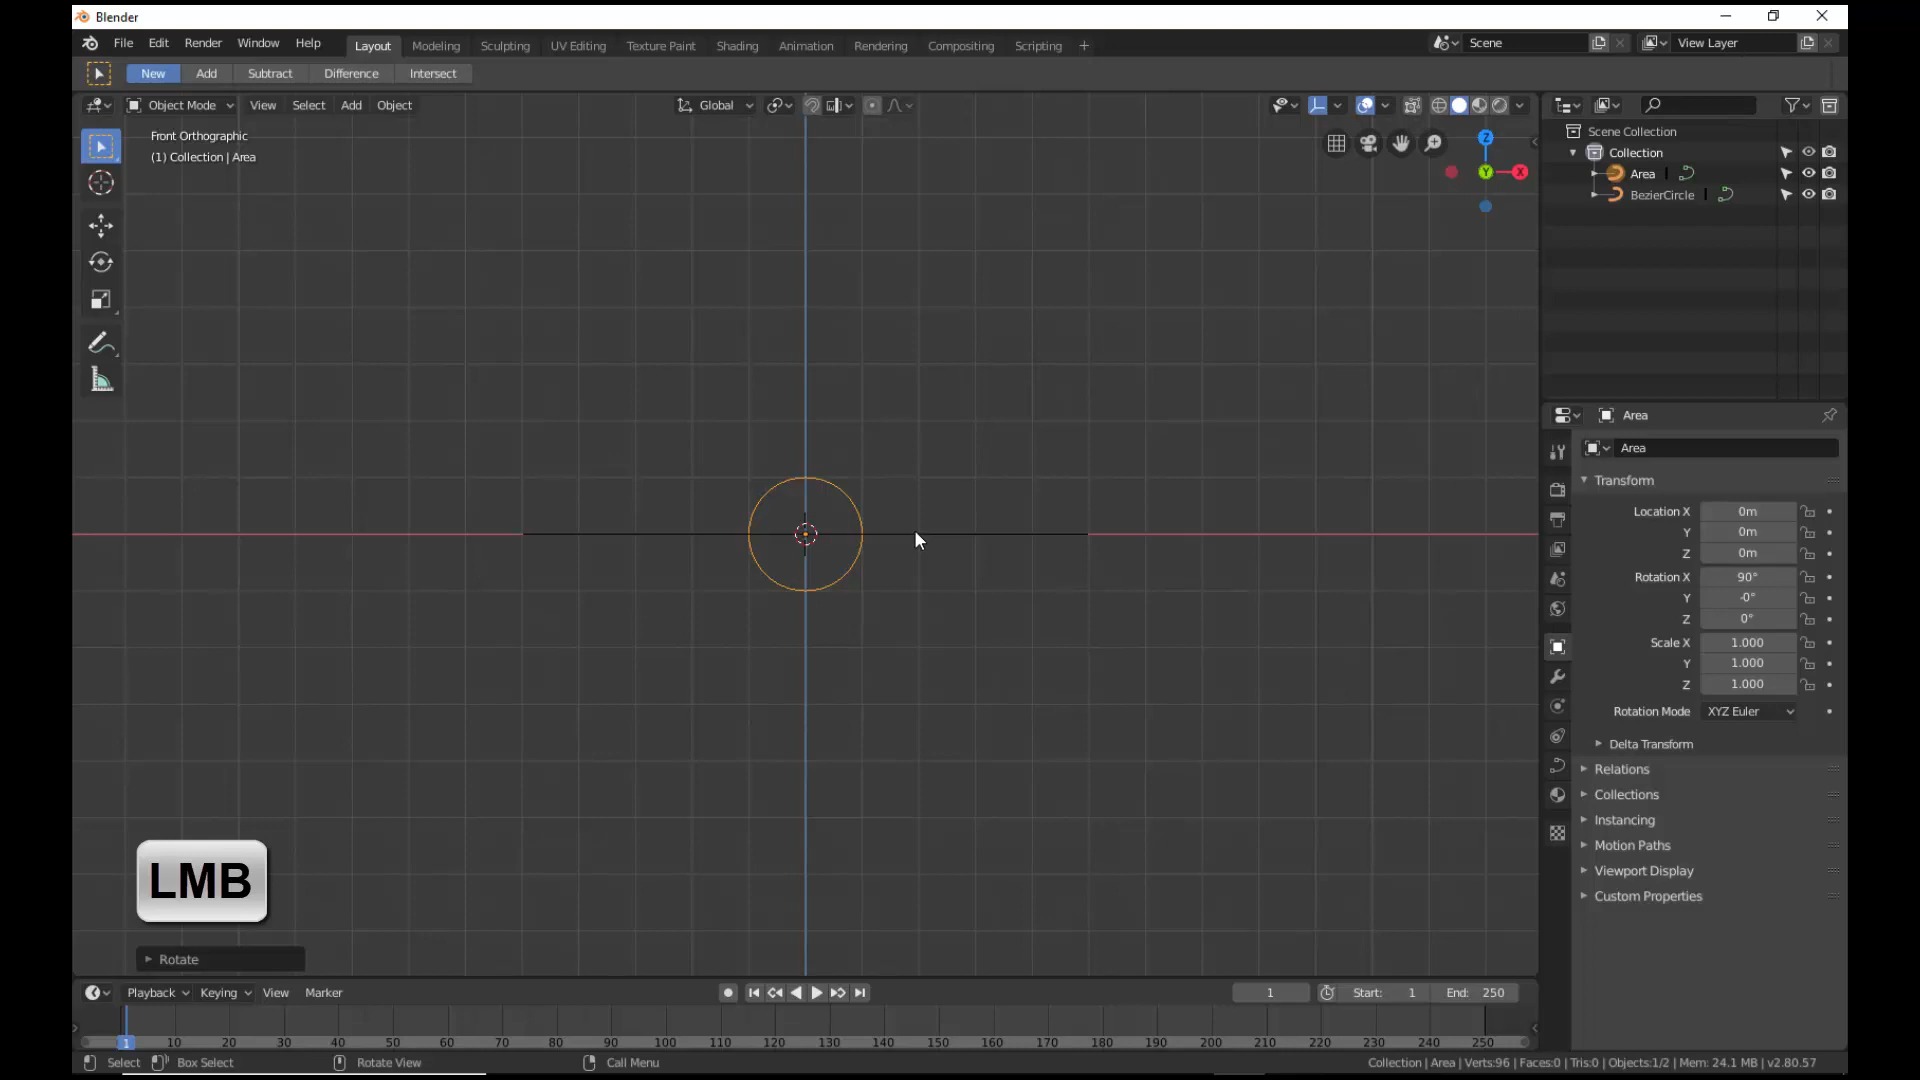 Blender
File Edit Render Window Help Layout Modeling Sculpting UV Editing Texture Paint Shading Animation Rendering Compositing Scripting + Scene View Layer
New Add Subtract Difference Intersect
Object Mode View Select Add Object Global
Front Orthographic
(1) Collection | Area
Z
Y
X
Scene Collection
Collection
Area
BezierCircle
Area
Area
Transform
Location X 0m
Y 0m
Z 0m
Rotation X 90°
Y -0°
Z 0°
Scale X 1.000
Y 1.000
Z 1.000
Rotation Mode XYZ Euler
Delta Transform
Relations
Collections
Instancing
Motion Paths
Viewport Display
Custom Properties
LMB
Rotate
Playback Keying View Marker 1 Start: 1 End: 250
1 10 20 30 40 50 60 70 80 90 100 110 120 130 140 150 160 170 180 190 200 210 220 230 240 250
Select Box Select Rotate View Call Menu Collection | Area | Verts:96 | Faces:0 | Tris:0 | Objects:1/2 | Mem: 24.1 MB | v2.80.57